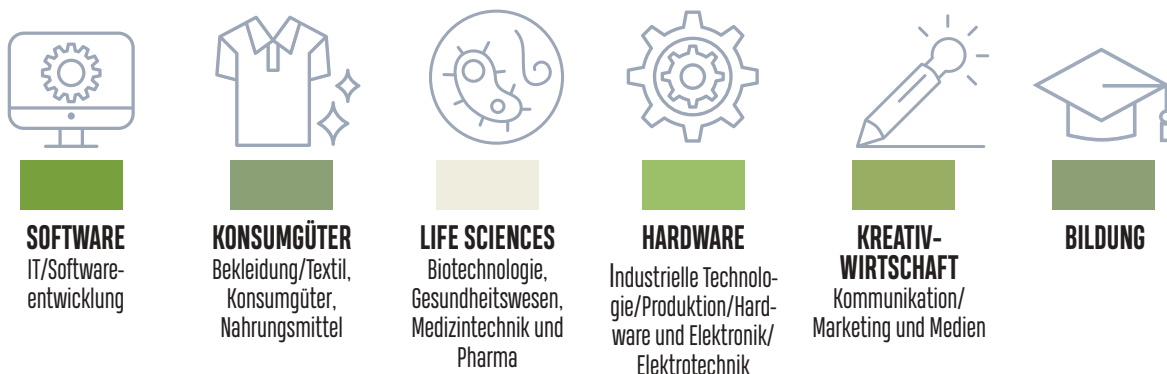 SOFTWARE
IT/Software-
entwicklung
KONSUMGÜTER
Bekleidung/Textil,
Konsumgüter,
Nahrungsmittel
LIFE SCIENCES
Biotechnologie,
Gesundheitswesen,
Medizintechnik und
Pharma
HARDWARE
Industrielle Technolo-
gie/Produktion/Hard-
ware und Elektronik/
Elektrotechnik
KREATIV-
WIRTSCHAFT
Kommunikation/
Marketing und Medien
BILDUNG